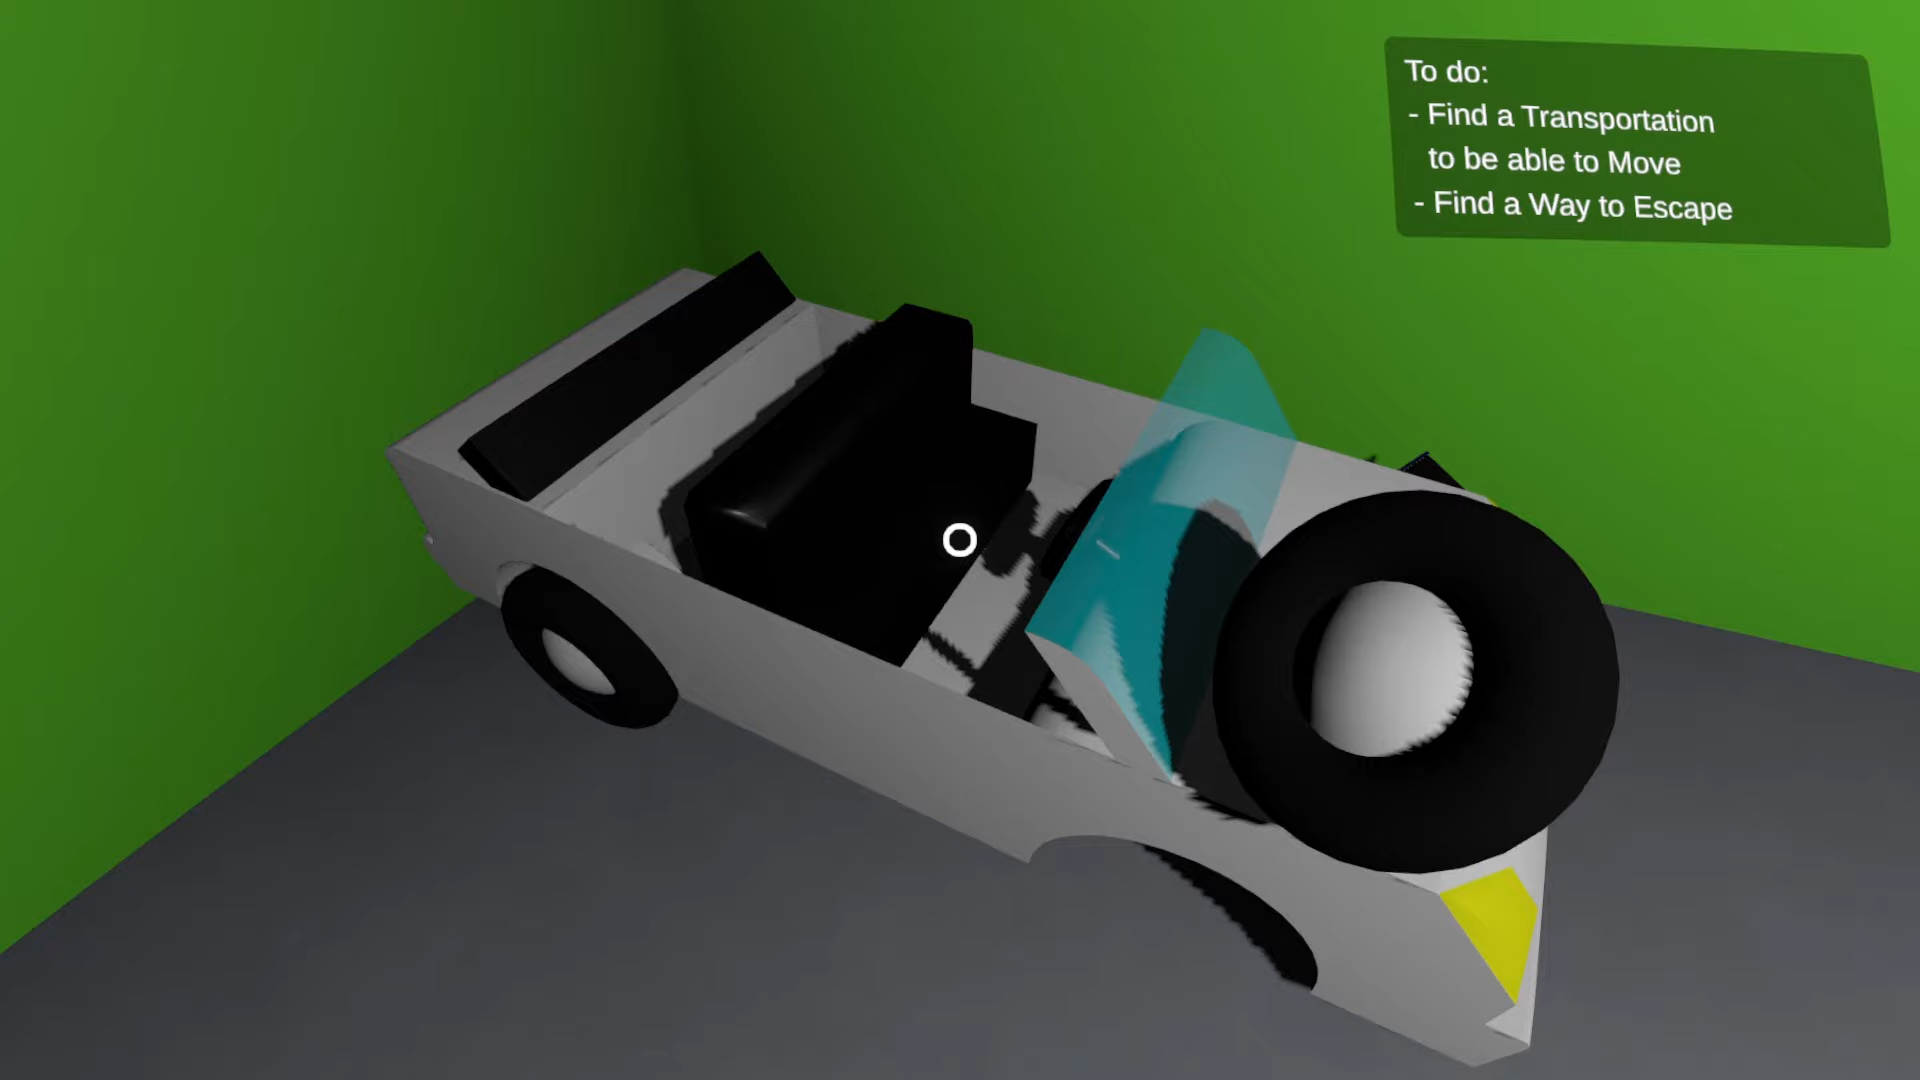 To do:
- Find a Transportation
to be able to Move
- Find a Way to Escape